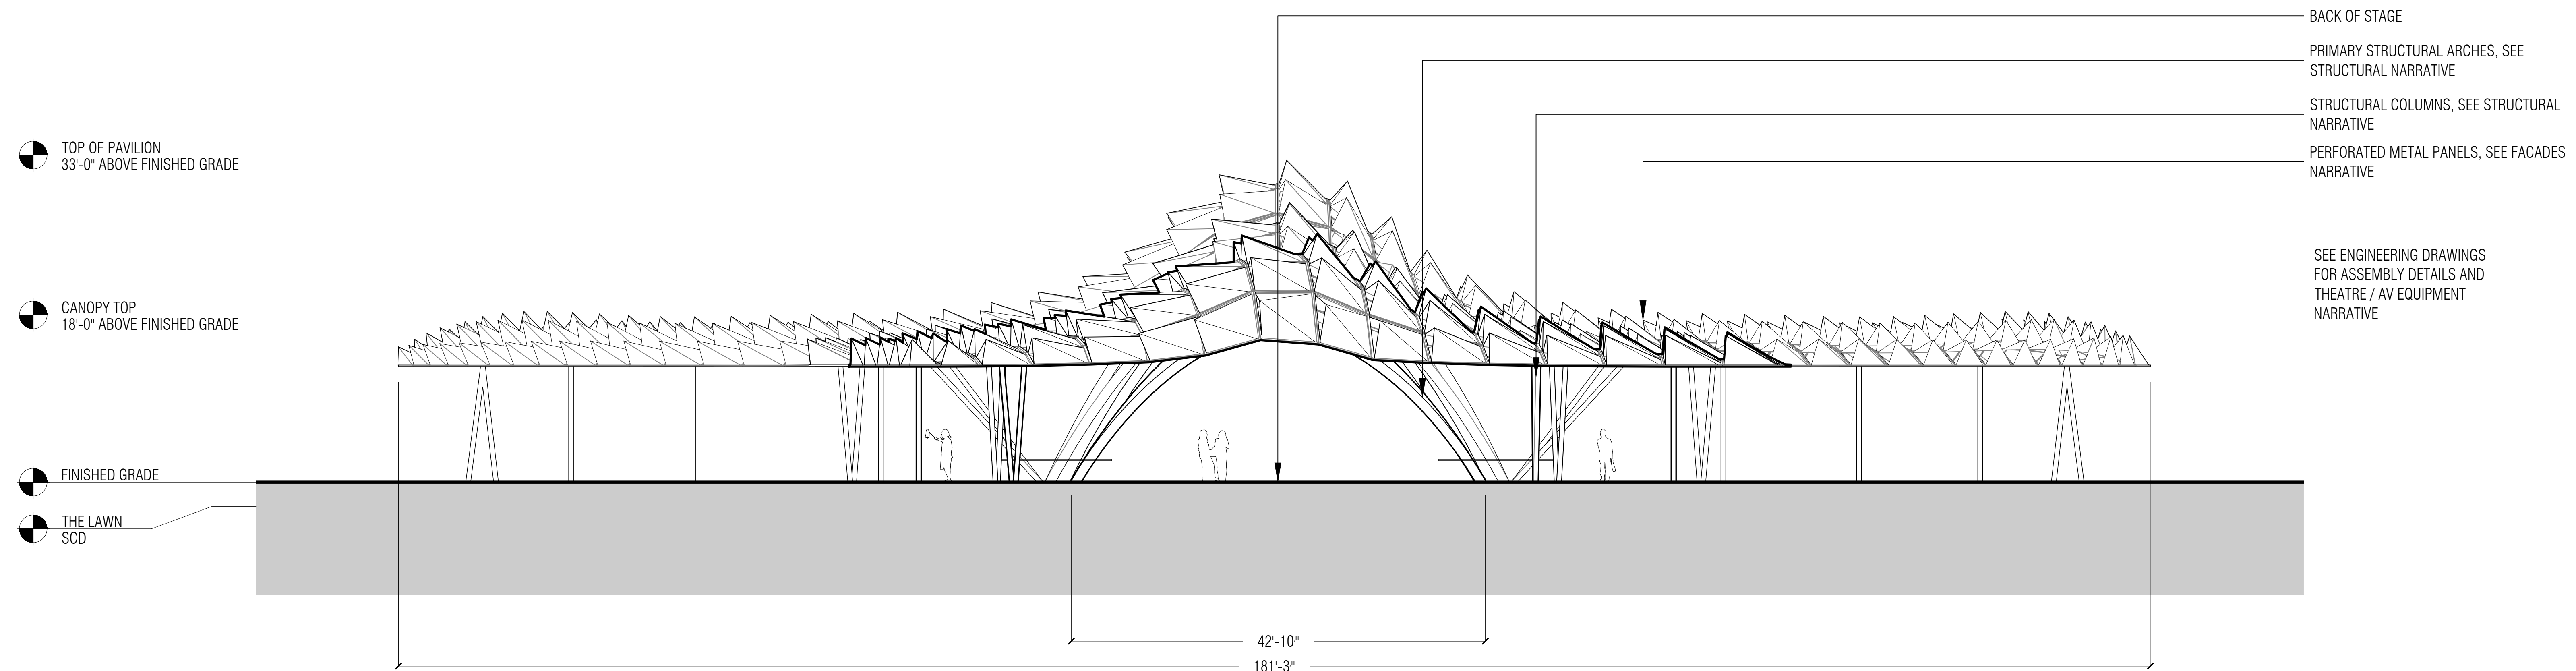 BACK OF STAGE
PRIMARY STRUCTURAL ARCHES, SEE
STRUCTURAL NARRATIVE
STRUCTURAL COLUMNS, SEE STRUCTURAL
NARRATIVE
PERFORATED METAL PANELS, SEE FACADES
NARRATIVE
SEE ENGINEERING DRAWINGS
FOR ASSEMBLY DETAILS AND
THEATRE / AV EQUIPMENT
NARRATIVE
TOP OF PAVILION
33'-0" ABOVE FINISHED GRADE
CANOPY TOP
18'-0" ABOVE FINISHED GRADE
FINISHED GRADE
THE LAWN
SCD
42'-10"
181'-3"